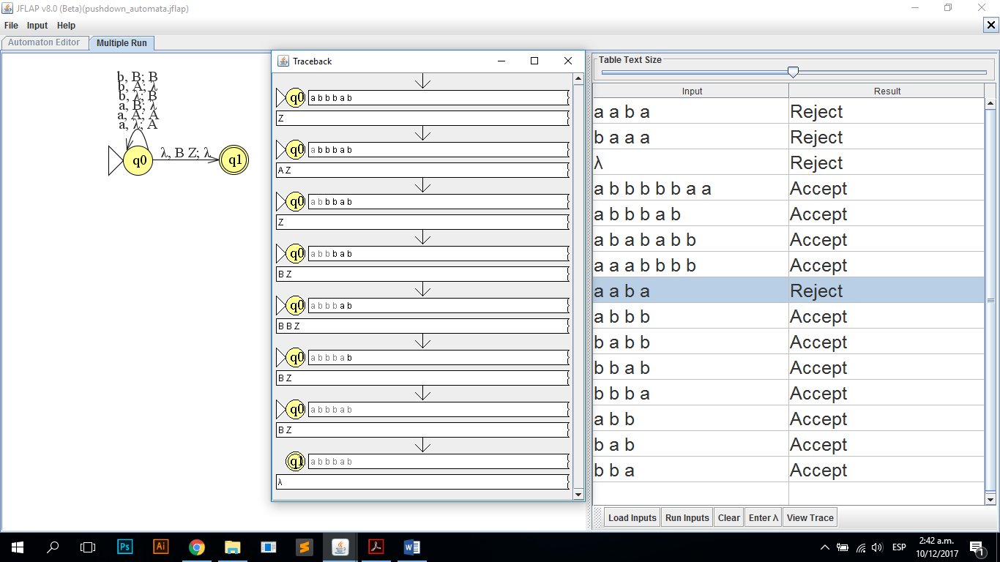 JFLAP v8.0 (Beta)(pushdown_automata.jflap)
File Input Help
Automaton Editor Multiple Run
b, B; B
b, A; λ
b, λ; B
a, B; λ
a, A; A
a, λ; A
q0 λ, B Z; λ q1
Traceback
q0 a b b b a b
Z
q0 a b b b a b
A Z
q0 a b b b a b
Z
q0 a b b b a b
B Z
q0 a b b b a b
B B Z
q0 a b b b a b
B Z
q0 a b b b a b
B Z
q1 a b b b a b
λ
Table Text Size
Input Result
a a b a Reject
b a a a Reject
λ Reject
a b b b b b b a a Accept
a b b b a b Accept
a b a b a b b Accept
a a a b b b b Accept
a a b a Reject
a b b b Accept
b a b b Accept
b b a b Accept
b b b a Accept
a b b Accept
b a b Accept
b b a Accept
Load Inputs Run Inputs Clear Enter λ View Trace
Ps Ai W ESP 2:42 a.m.
10/12/2017 1